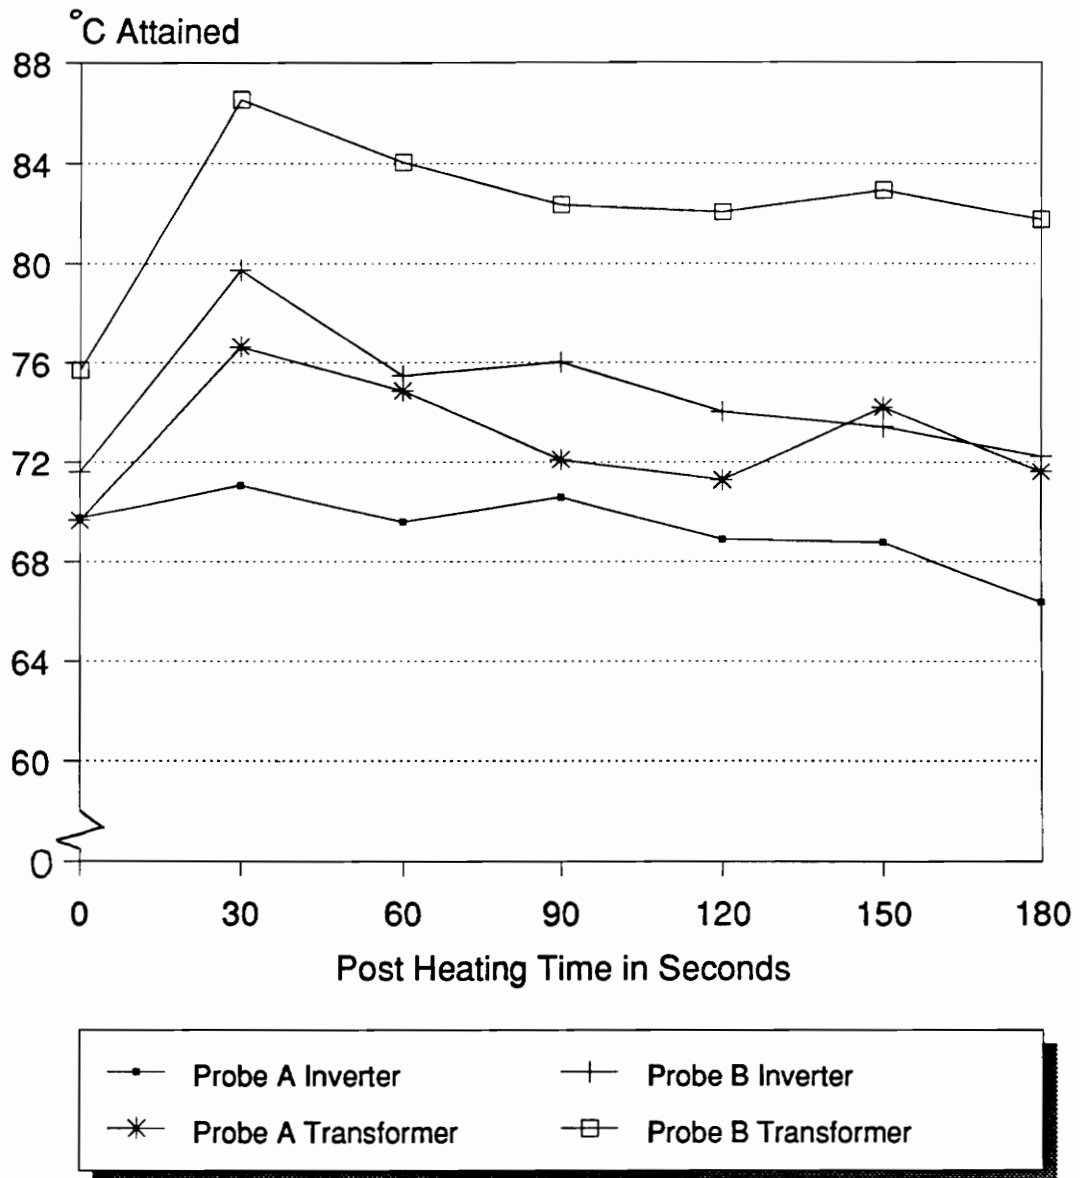 °C Attained
88
84
80
76
72
68
64
60
0
0 30 60 90 120 150 180
Post Heating Time in Seconds
Probe A Inverter Probe B Inverter
Probe A Transformer Probe B Transformer